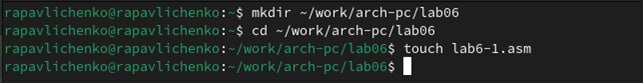 rapavlichenko@rapavlichenko:~$ mkdir ~/work/arch-pc/lab06
rapavlichenko@rapavlichenko:~$ cd ~/work/arch-pc/lab06
rapavlichenko@rapavlichenko:~/work/arch-pc/lab06$ touch lab6-1.asm
rapavlichenko@rapavlichenko:~/work/arch-pc/lab06$